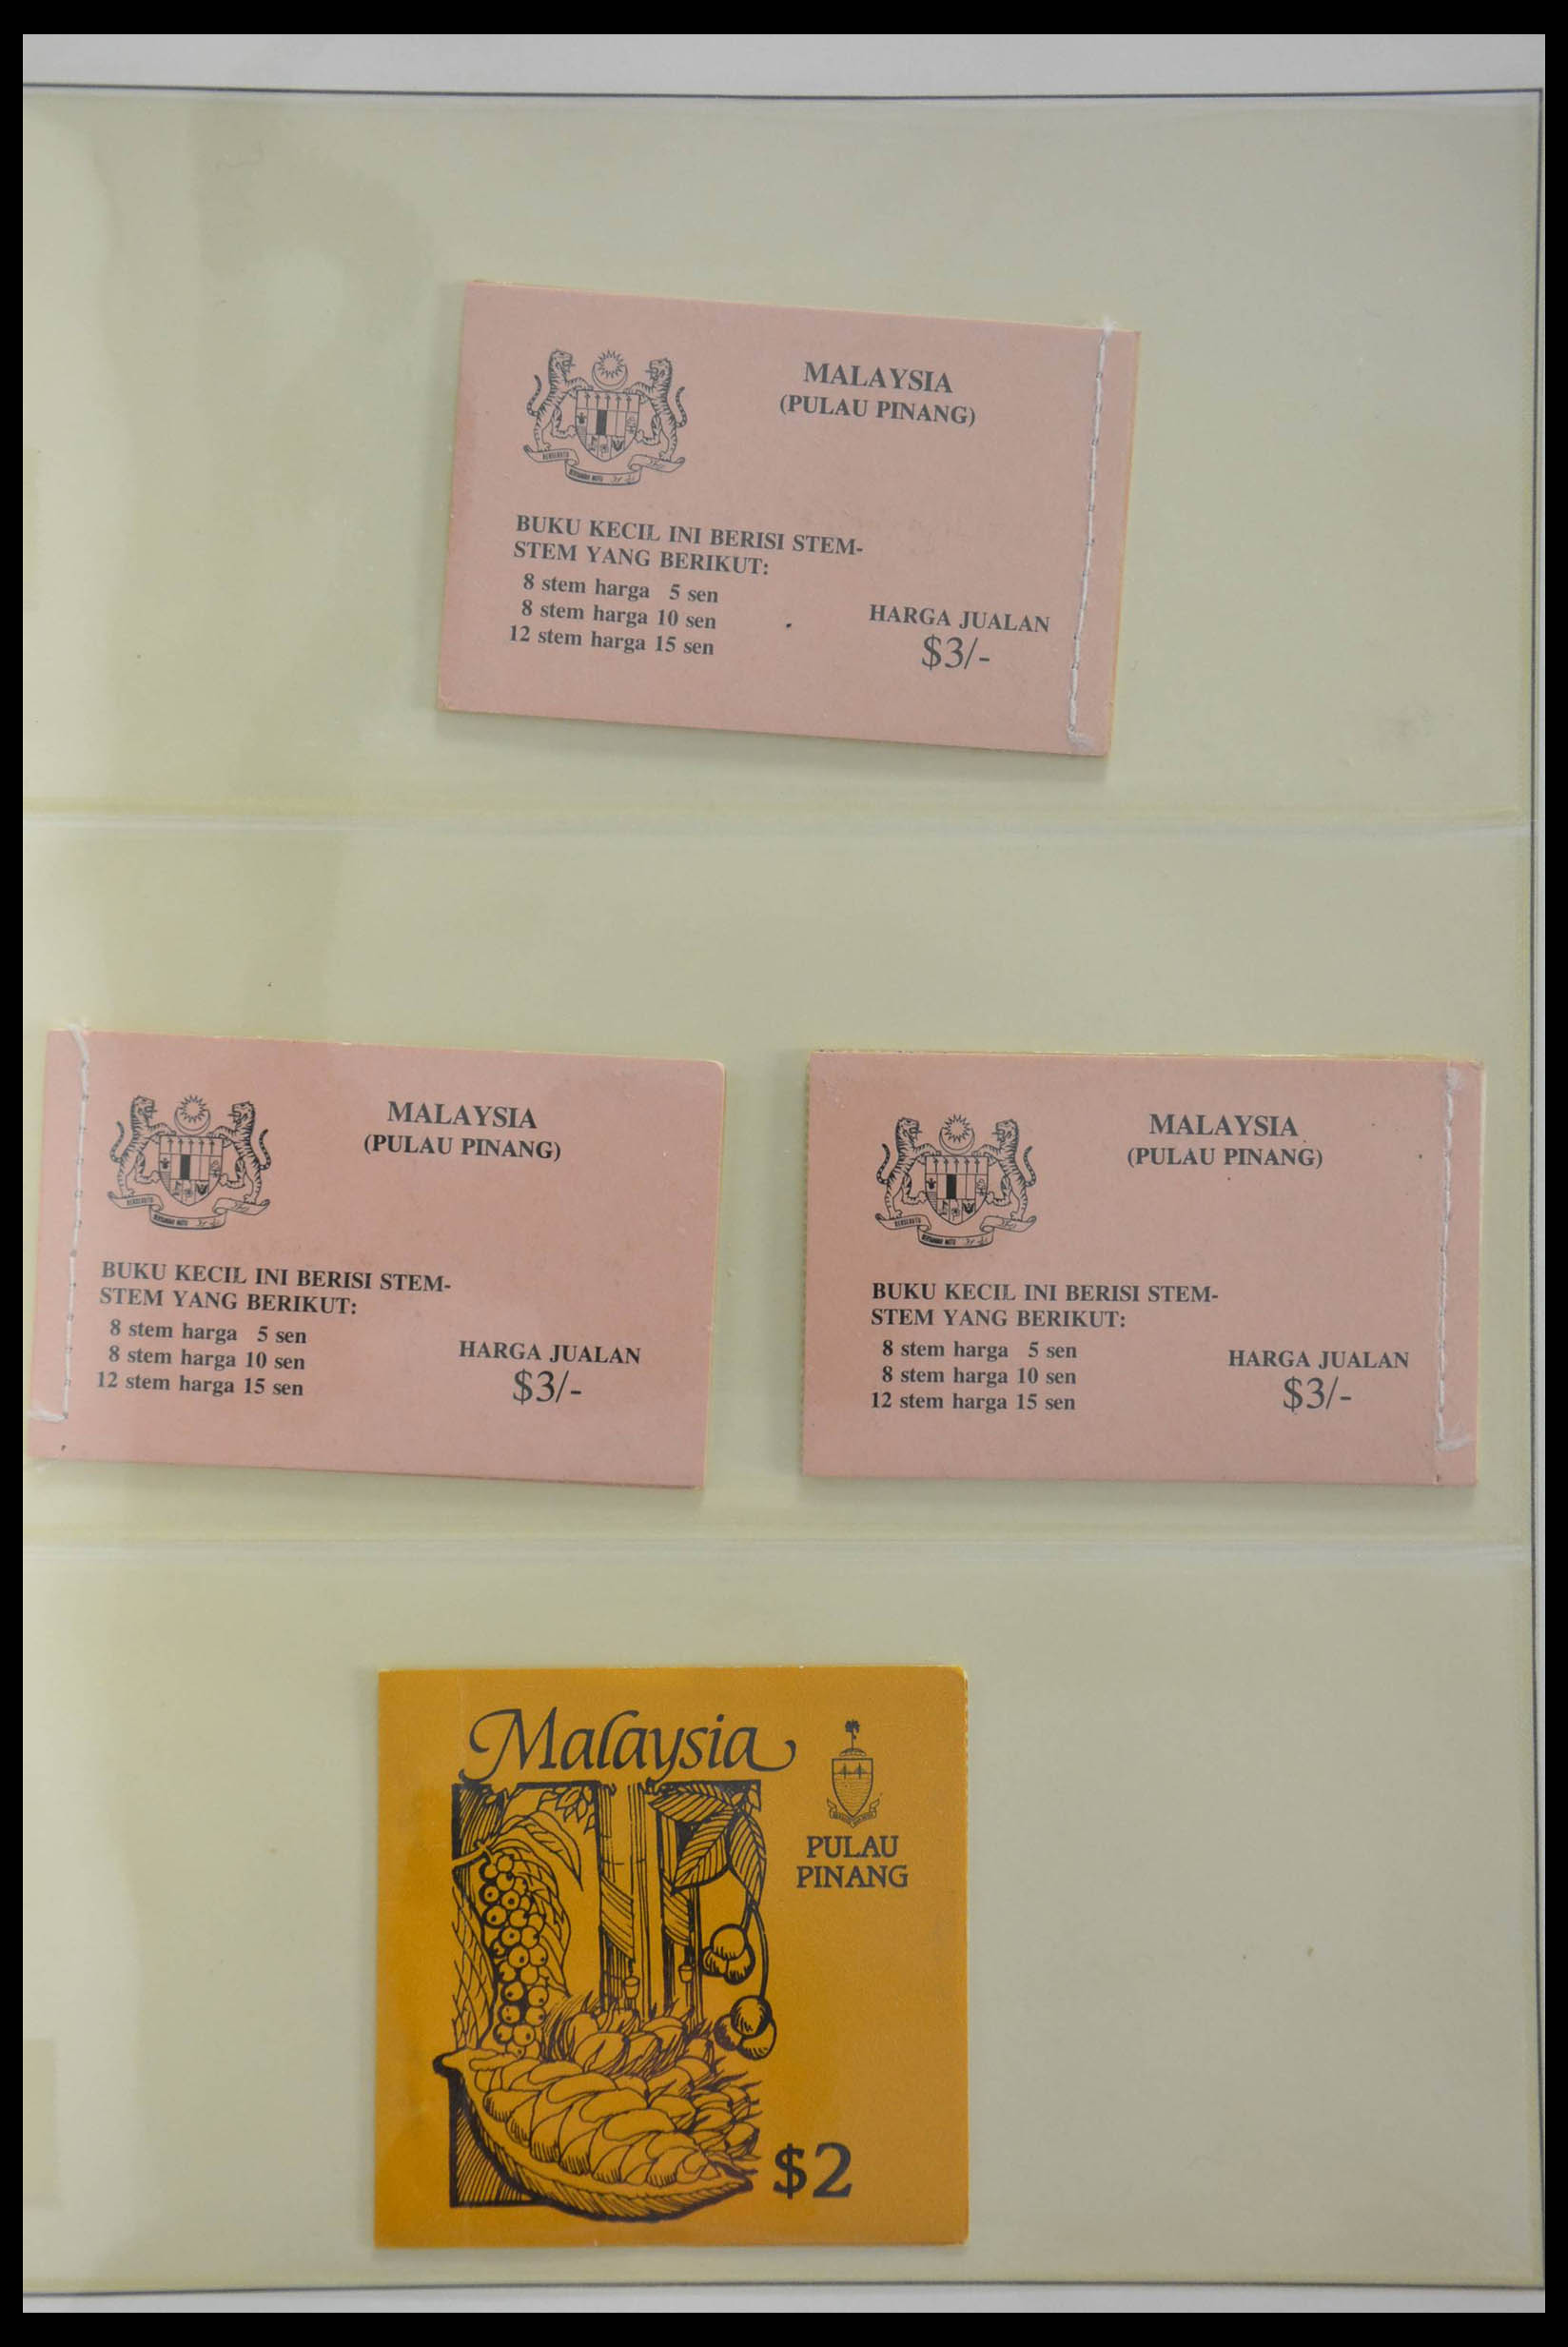 MALAYSIA
(PULAU PINANG)
BUKU KECIL INI BERISI STEM-
STEM YANG BERIKUT:
8 stem harga 5 sen
8 stem harga 10 sen
12 stem harga 15 sen
HARGA JUALAN
$3/-
MALAYSIA
(PULAU PINANG)
BUKU KECIL INI BERISI STEM-
STEM YANG BERIKUT:
8 stem harga 5 sen
8 stem harga 10 sen
12 stem harga 15 sen
HARGA JUALAN
$3/-
MALAYSIA
(PULAU PINANG)
BUKU KECIL INI BERISI STEM-
STEM YANG BERIKUT:
8 stem harga 5 sen
8 stem harga 10 sen
12 stem harga 15 sen
HARGA JUALAN
$3/-
Malaysia
PULAU
PINANG
$2